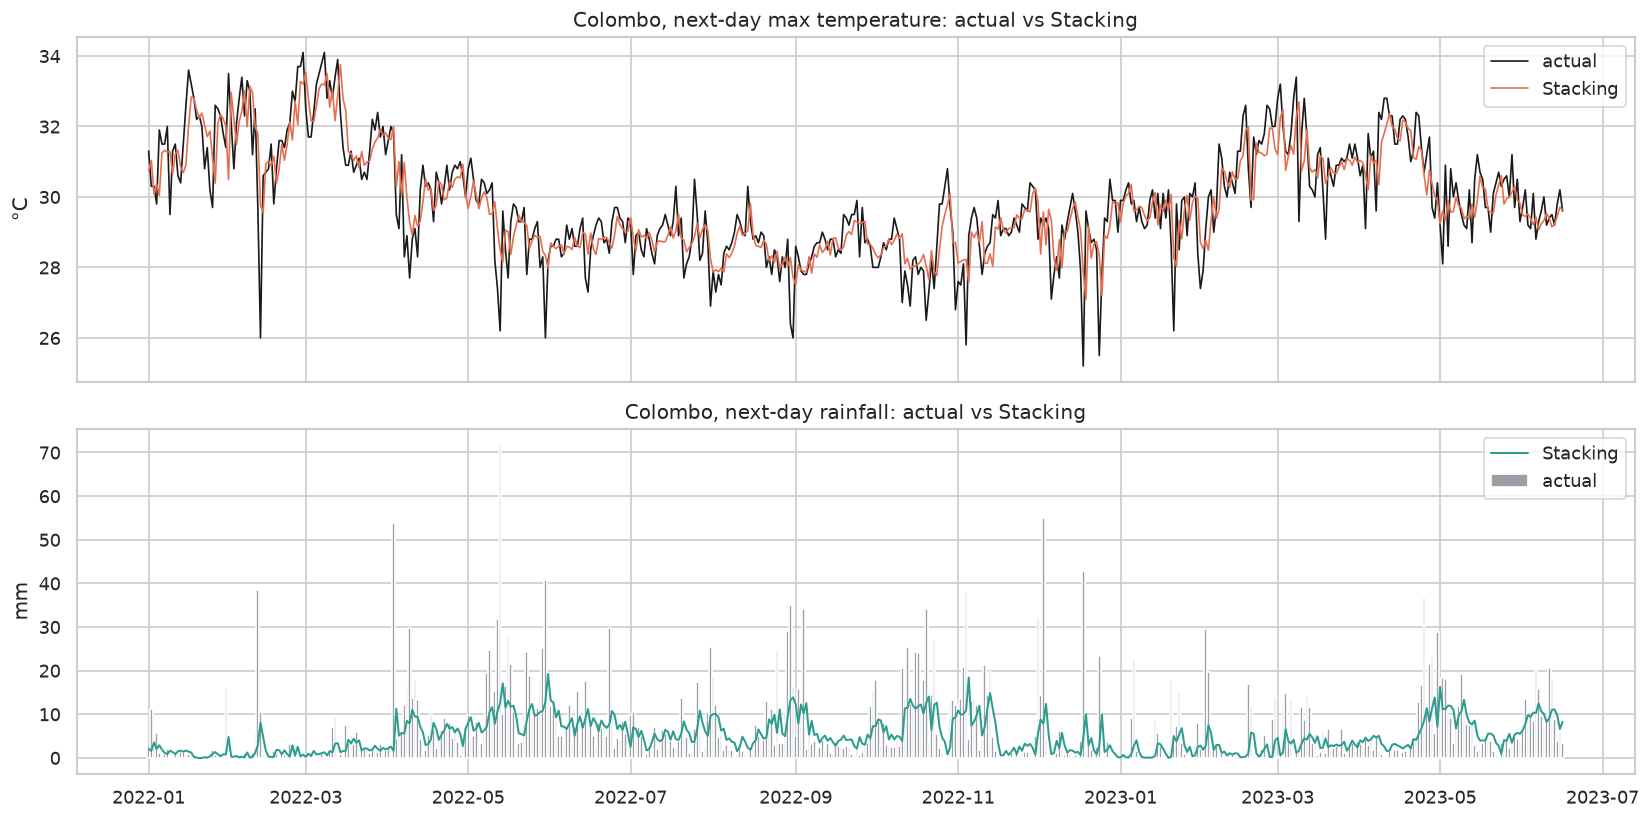 Colombo, next-day max temperature: actual vs Stacking
34
32
30
28
26
°C
actual
Stacking
Colombo, next-day rainfall: actual vs Stacking
70
60
50
40
30
20
10
0
mm
Stacking
actual
2022-01 2022-03 2022-05 2022-07 2022-09 2022-11 2023-01 2023-03 2023-05 2023-07